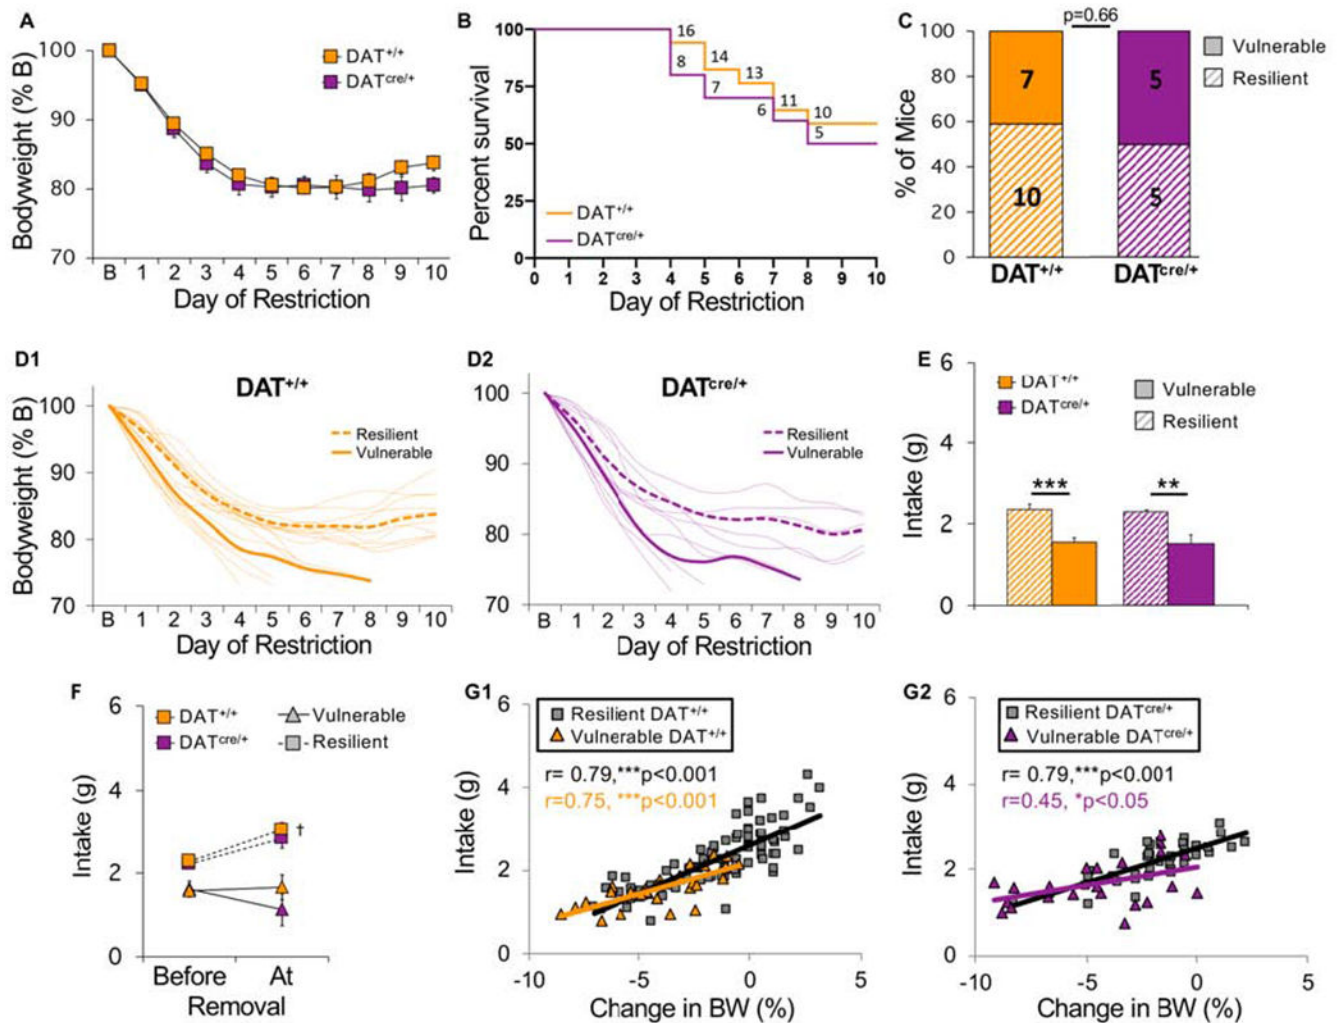 A
Bodyweight (% B)
100
90
80
70
DAT+/+
DATcre/+
B 1 2 3 4 5 6 7 8 9 10
Day of Restriction
B
Percent survival
100
75
50
25
0
16
14
13
11
10
8
7
6
5
DAT+/+
DATcre/+
0 1 2 3 4 5 6 7 8 9 10
Day of Restriction
C
p=0.66
% of Mice
100
80
60
40
20
0
7
10
5
5
Vulnerable
Resilient
DAT+/+ DATcre/+
D1
DAT+/+
Bodyweight (% B)
100
90
80
70
Resilient
Vulnerable
B 1 2 3 4 5 6 7 8 9 10
Day of Restriction
D2
DATcre/+
100
90
80
70
Resilient
Vulnerable
B 1 2 3 4 5 6 7 8 9 10
Day of Restriction
E
Intake (g)
6
4
2
0
DAT+/+
DATcre/+
Vulnerable
Resilient
***
**
F
Intake (g)
6
4
2
0
DAT+/+
DATcre/+
Vulnerable
Resilient
†
Before At
Removal
G1
Intake (g)
6
4
2
0
Resilient DAT+/+
Vulnerable DAT+/+
r= 0.79,***p<0.001
r=0.75, ***p<0.001
-10 -5 0 5
Change in BW (%)
G2
Intake (g)
6
4
2
0
Resilient DATcre/+
Vulnerable DATcre/+
r= 0.79,***p<0.001
r=0.45, *p<0.05
-10 -5 0 5
Change in BW (%)